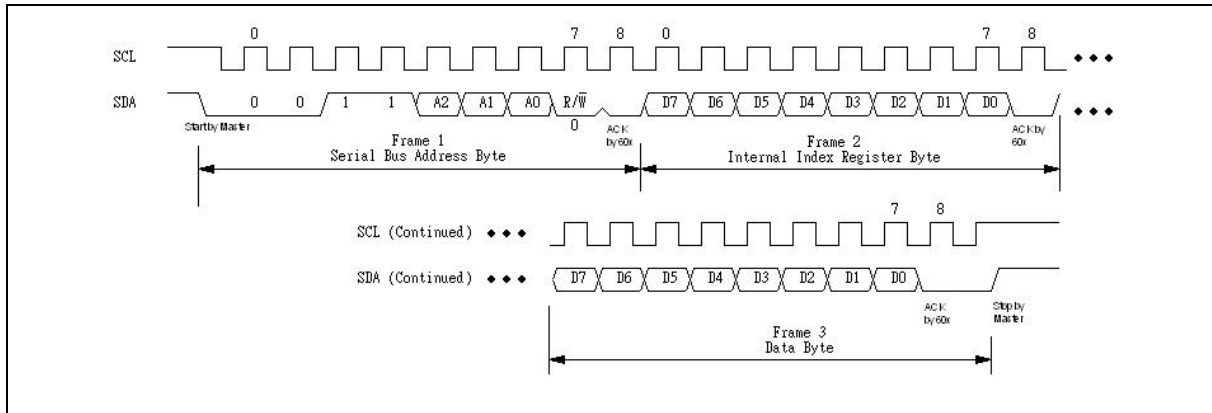 0 7 8 0 7 8
SCL
SDA 0 0 1 1 A2 A1 A0 R/W D7 D6 D5 D4 D3 D2 D1 D0
0
Start by Master
ACK by 60x
ACK by 60x
Frame 1
Serial Bus Address Byte
Frame 2
Internal Index Register Byte
7 8
SCL (Continued)
SDA (Continued) D7 D6 D5 D4 D3 D2 D1 D0
ACK by 60x
Stop by Master
Frame 3
Data Byte